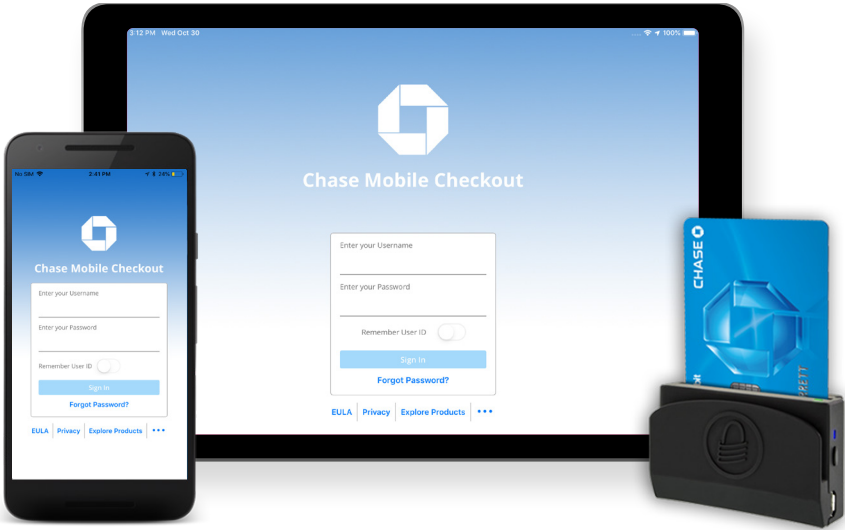 3:12 PM Wed Oct 30
100%
Chase Mobile Checkout
Enter your Username
Enter your Password
Remember User ID
Sign In
Forgot Password?
EULA Privacy Explore Products
No SIM 2:41 PM 24%
Chase Mobile Checkout
Enter your Username
Enter your Password
Remember User ID
Sign In
Forgot Password?
EULA Privacy Explore Products
CHASE